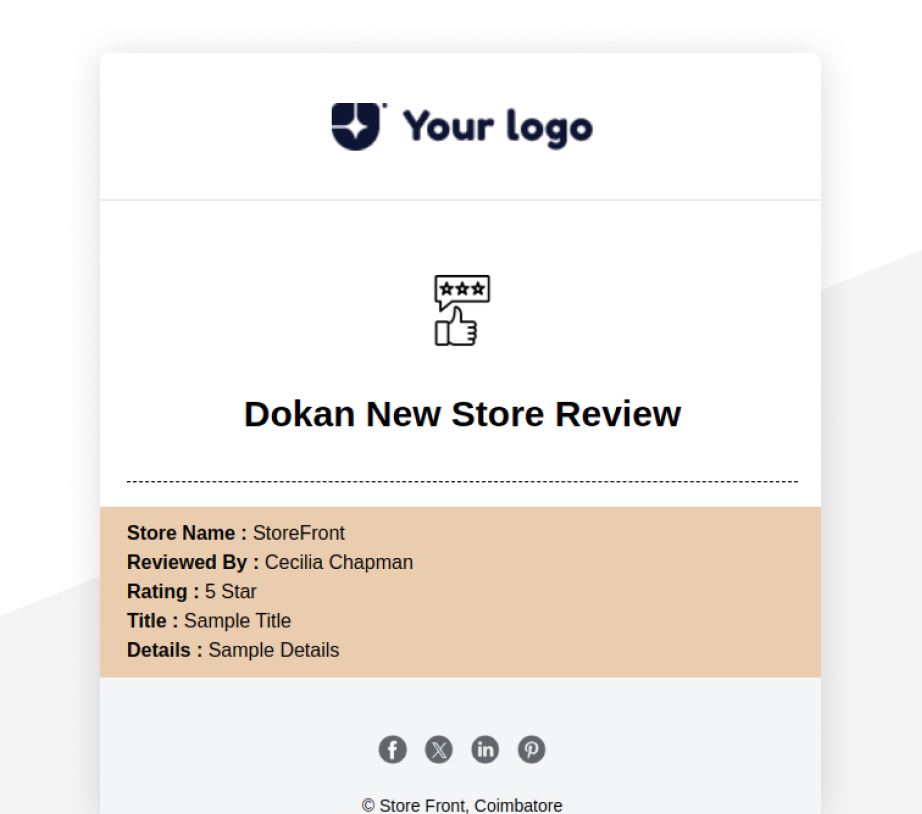 Your logo
Dokan New Store Review
Store Name : StoreFront
Reviewed By : Cecilia Chapman
Rating : 5 Star
Title : Sample Title
Details : Sample Details
© Store Front, Coimbatore